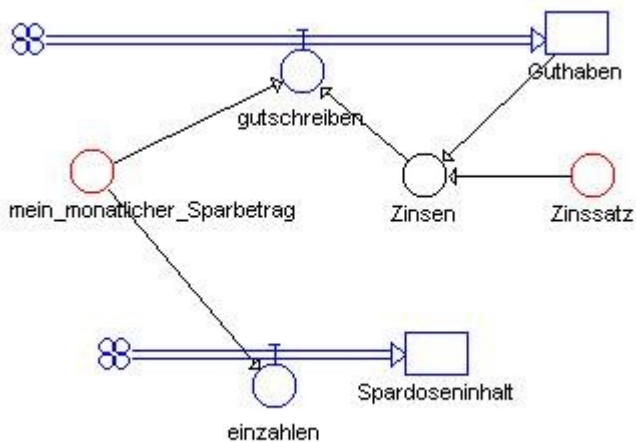 Guthaben
gutschreiben
mein_monatlicher_Sparbetrag
Zinsen
Zinssatz
Spardoseninhalt
einzahlen